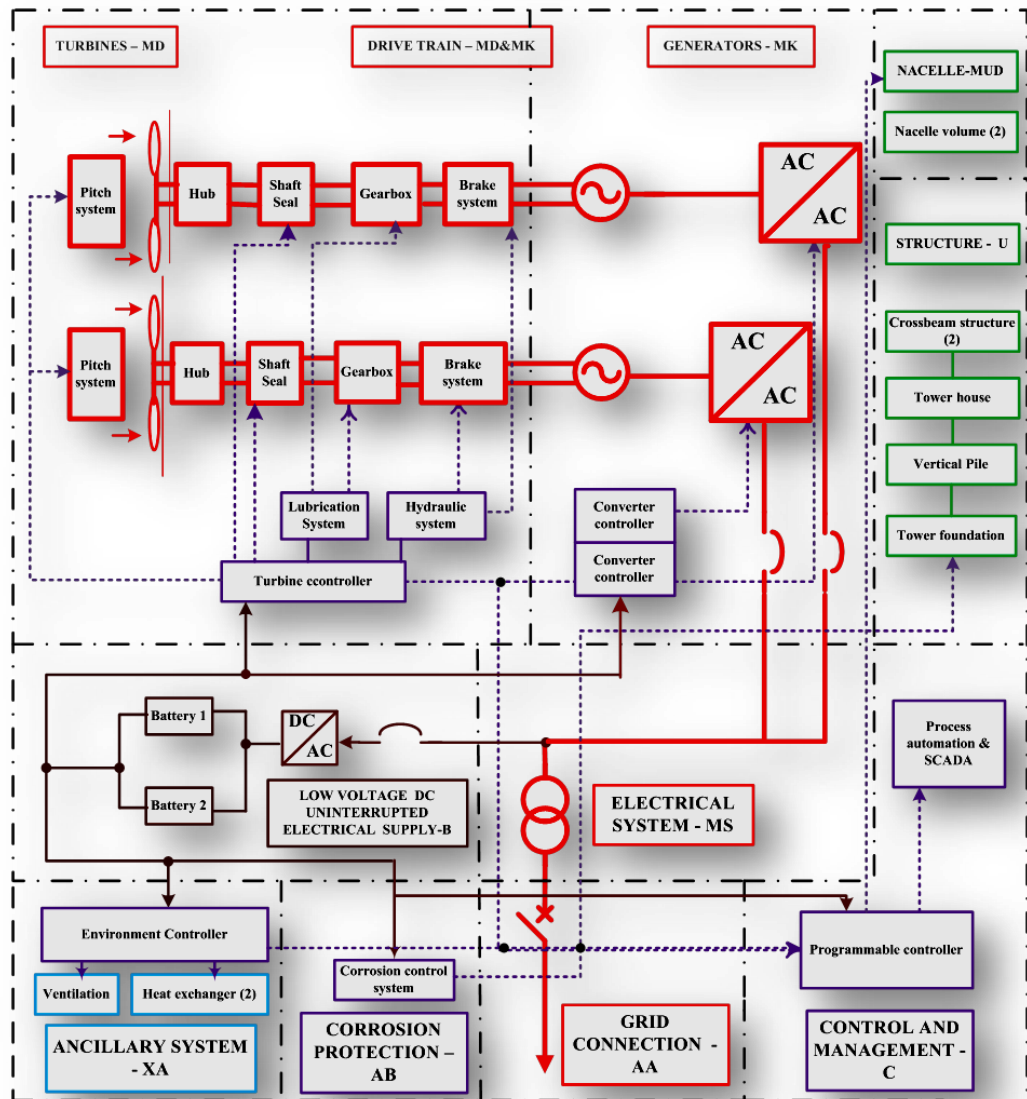 TURBINES – MD
DRIVE TRAIN – MD&MK
GENERATORS - MK
NACELLE-MUD
Nacelle volume (2)
Pitch
system
Hub
Shaft
Seal
Gearbox
Brake
system
AC
AC
STRUCTURE - U
Crossbeam structure
(2)
Tower house
Vertical Pile
Tower foundation
Pitch
system
Hub
Shaft
Seal
Gearbox
Brake
system
AC
AC
Lubrication
System
Hydraulic
system
Converter
controller
Converter
controller
Turbine ccontroller
Battery 1
Battery 2
DC
AC
LOW VOLTAGE DC
UNINTERRUPTED
ELECTRICAL SUPPLY-B
ELECTRICAL
SYSTEM - MS
Process
automation &
SCADA
Environment Controller
Ventilation
Heat exchanger (2)
ANCILLARY SYSTEM
- XA
Corrosion control
system
CORROSION
PROTECTION –
AB
GRID
CONNECTION -
AA
Programmable controller
CONTROL AND
MANAGEMENT -
C